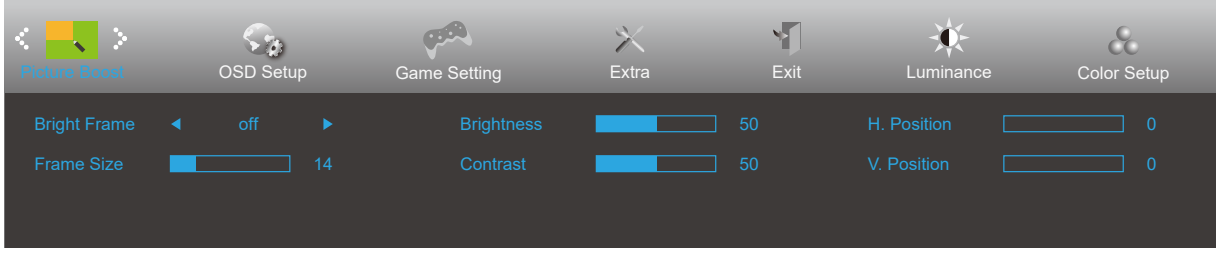 Picture Boost OSD Setup Game Setting Extra Exit Luminance Color Setup
Bright Frame off Brightness 50 H. Position 0
Frame Size 14 Contrast 50 V. Position 0